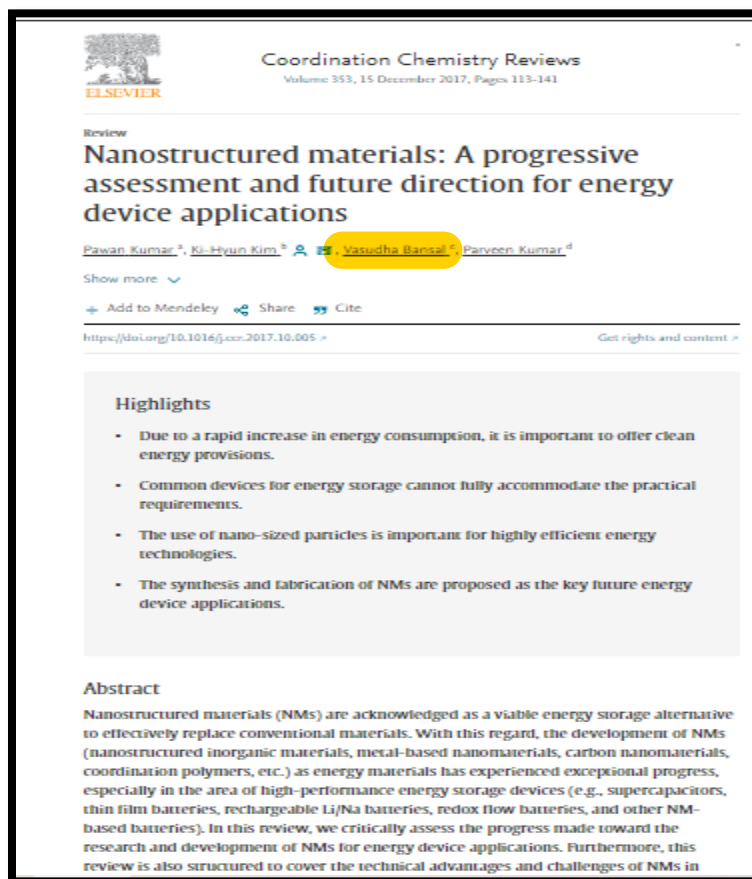 Coordination Chemistry Reviews
Volume 353, 15 December 2017, Pages 113-141
ELSEVIER
Review
Nanostructured materials: A progressive
assessment and future direction for energy
device applications
Pawan Kumar a, Ki-Hyun Kim b, Vasudha Bansal c, Parveen Kumar d
Show more
Add to Mendeley Share Cite
https://doi.org/10.1016/j.ccr.2017.10.005 Get rights and content
Highlights
• Due to a rapid increase in energy consumption, it is important to offer clean
energy provisions.
• Common devices for energy storage cannot fully accommodate the practical
requirements.
• The use of nano-sized particles is important for highly efficient energy
technologies.
• The synthesis and fabrication of NMs are proposed as the key future energy
device applications.
Abstract
Nanostructured materials (NMs) are acknowledged as a viable energy storage alternative
to effectively replace conventional materials. With this regard, the development of NMs
(nanostructured inorganic materials, metal-based nanomaterials, carbon nanomaterials,
coordination polymers, etc.) as energy materials has experienced exceptional progress,
especially in the area of high-performance energy storage devices (e.g., supercapacitors,
thin film batteries, rechargeable Li/Na batteries, redox flow batteries, and other NM-
based batteries). In this review, we critically assess the progress made toward the
research and development of NMs for energy device applications. Furthermore, this
review is also structured to cover the technical advantages and challenges of NMs in